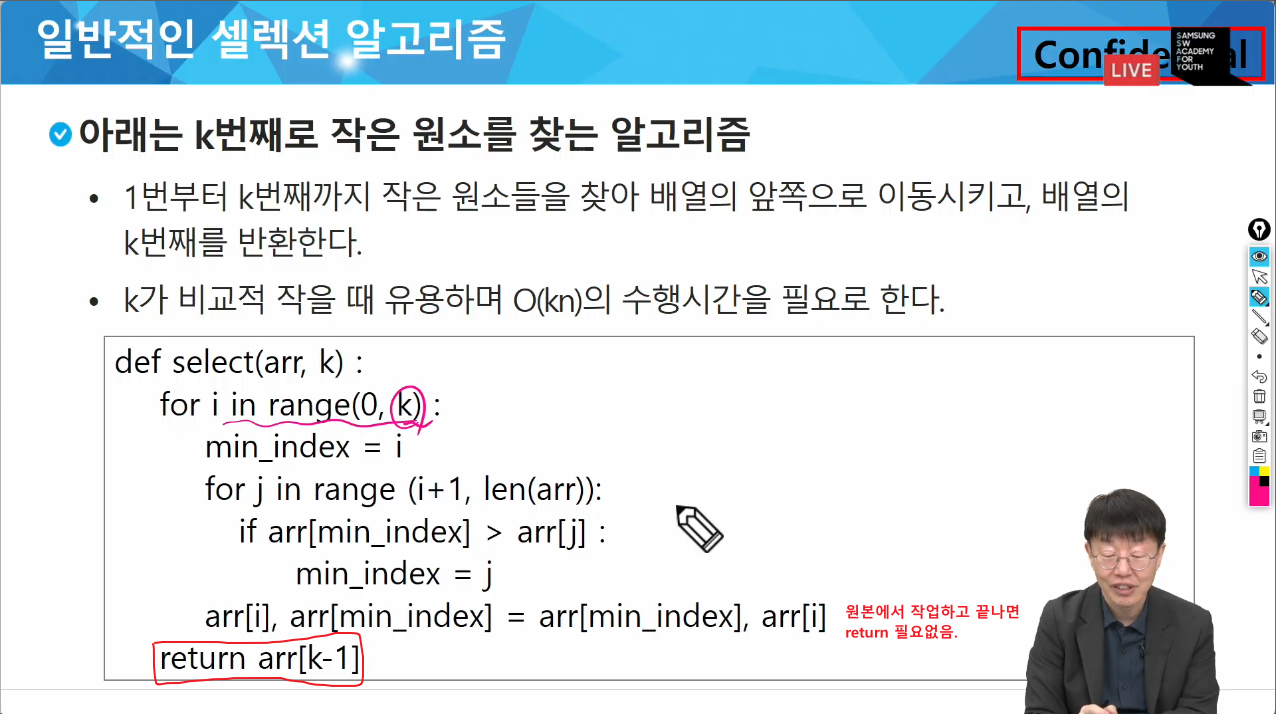 일반적인 셀렉션 알고리즘
LIVE
SAMSUNG
SW
ACADEMY
FOR
YOUTH
아래는 k번째로 작은 원소를 찾는 알고리즘
• 1번부터 k번째까지 작은 원소들을 찾아 배열의 앞쪽으로 이동시키고, 배열의
k번째를 반환한다.
• k가 비교적 작을 때 유용하며 O(kn)의 수행시간을 필요로 한다.
def select(arr, k) :
for i in range(0, k) :
min_index = i
for j in range (i+1, len(arr)):
if arr[min_index] > arr[j] :
min_index = j
arr[i], arr[min_index] = arr[min_index], arr[i]
원본에서 작업하고 끝나면
return 필요없음.
return arr[k-1]